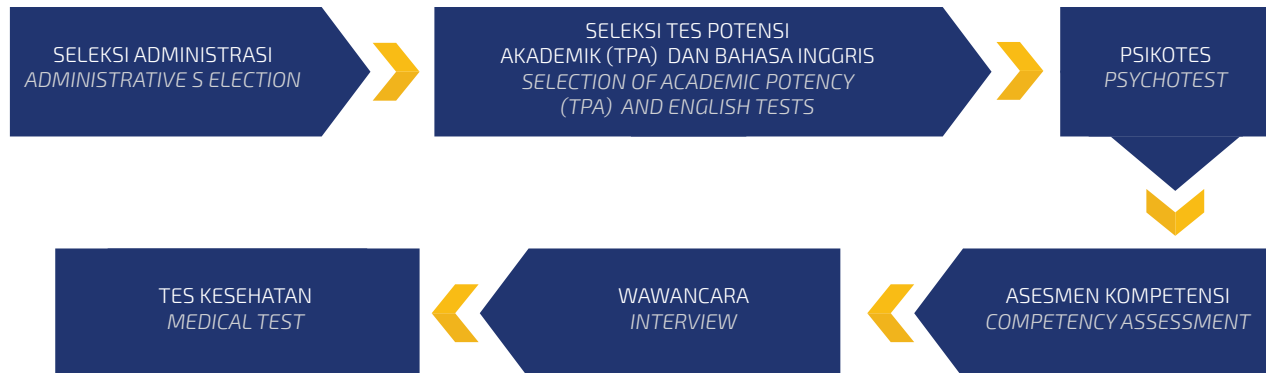 SELEKSI ADMINISTRASI
ADMINISTRATIVE S ELECTION
SELEKSI TES POTENSI
AKADEMIK (TPA) DAN BAHASA INGGRIS
SELECTION OF ACADEMIC POTENCY
(TPA) AND ENGLISH TESTS
PSIKOTES
PSYCHOTEST
ASESMEN KOMPETENSI
COMPETENCY ASSESSMENT
WAWANCARA
INTERVIEW
TES KESEHATAN
MEDICAL TEST